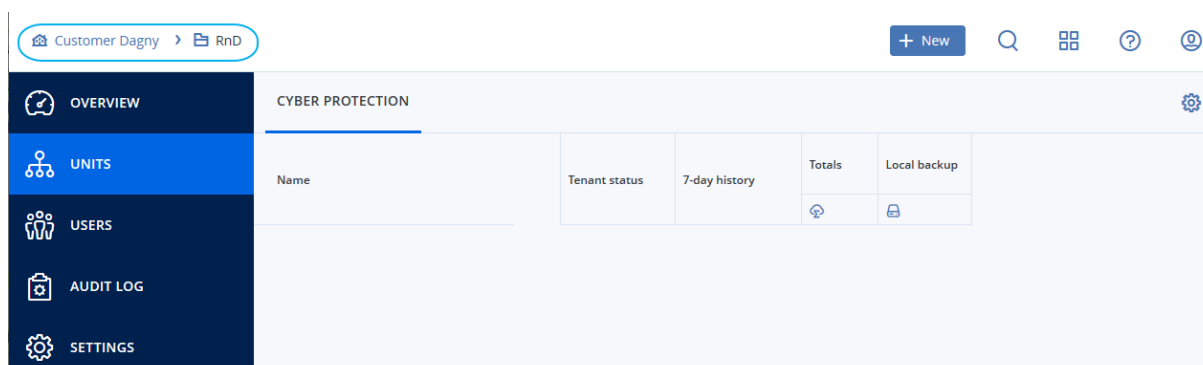 Customer Dagny > RnD
+ New
OVERVIEW
UNITS
USERS
AUDIT LOG
SETTINGS
CYBER PROTECTION
Name
Tenant status
7-day history
Totals
Local backup